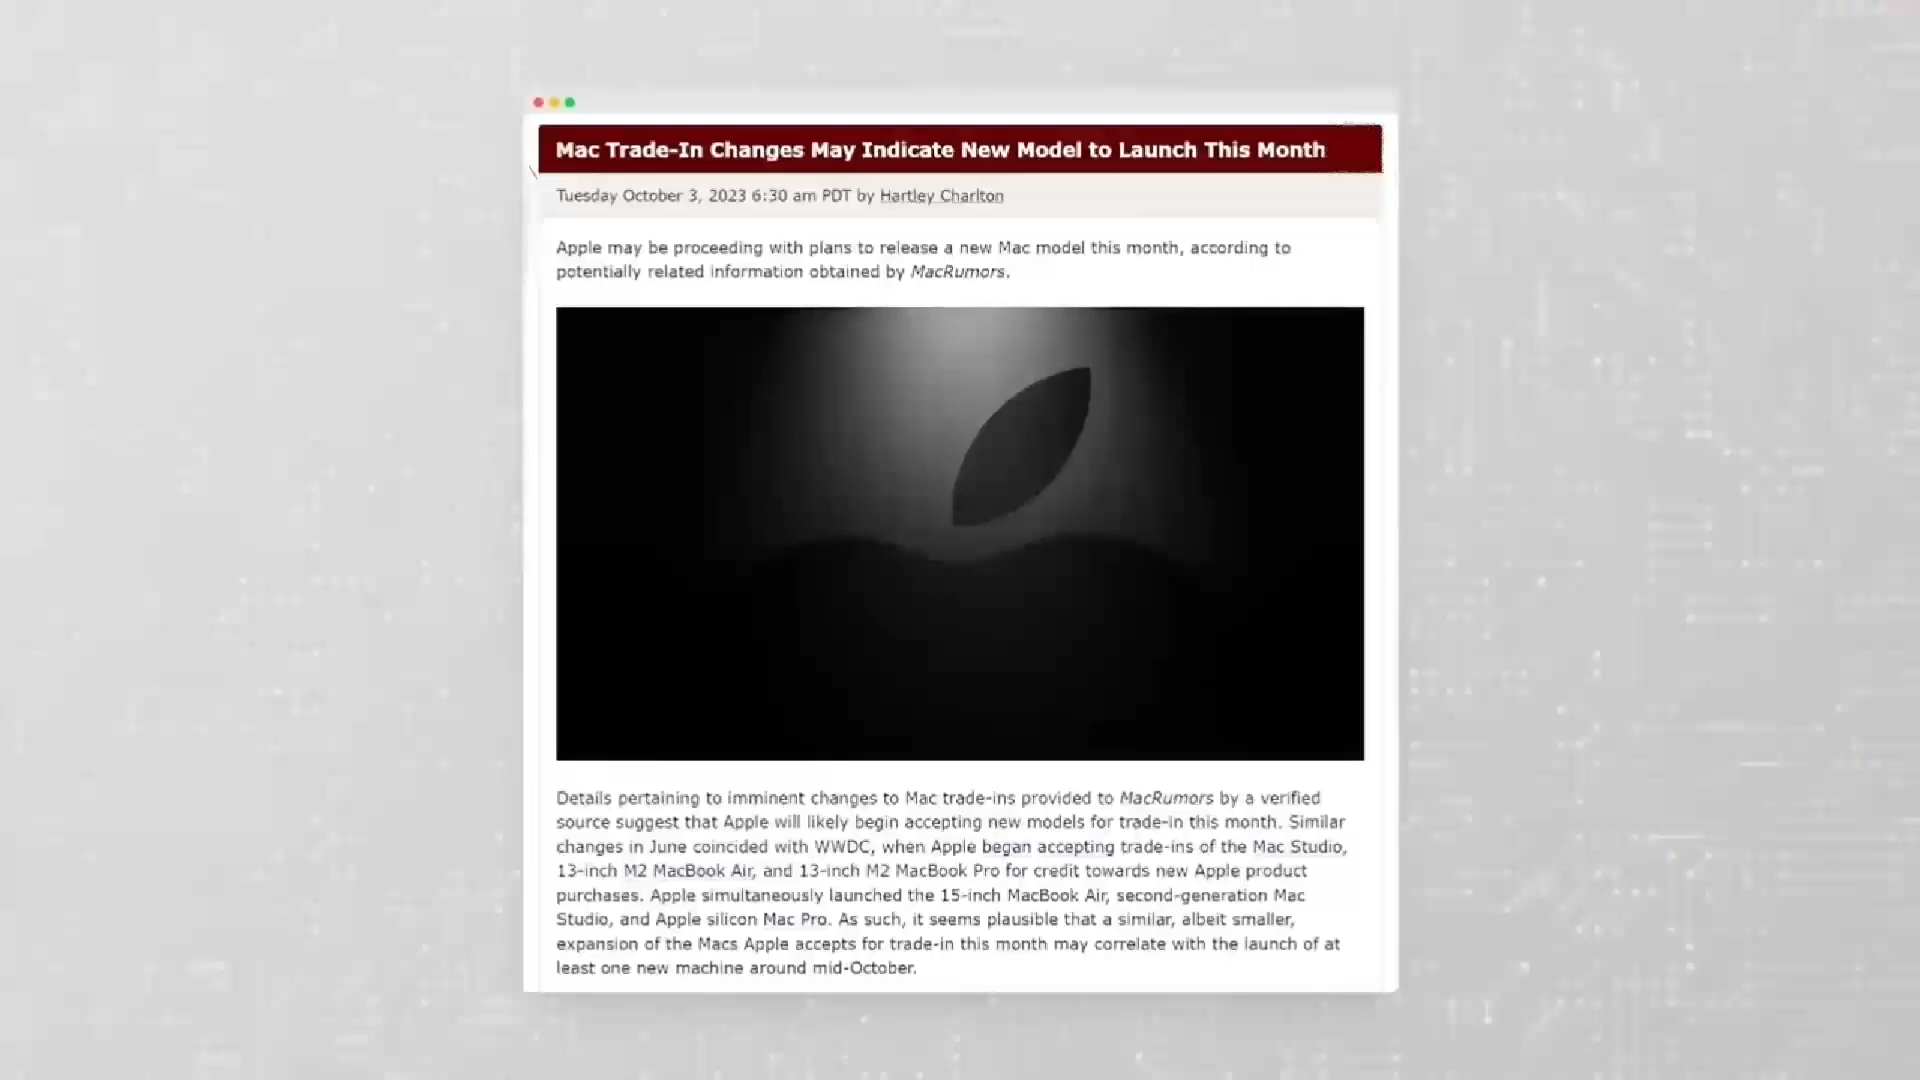 Mac Trade-In Changes May Indicate New Model to Launch This Month
Tuesday October 3, 2023 6:30 am PDT by Hartley Charlton
Apple may be proceeding with plans to release a new Mac model this month, according to
potentially related information obtained by MacRumors.
Details pertaining to imminent changes to Mac trade-ins provided to MacRumors by a verified
source suggest that Apple will likely begin accepting new models for trade-in this month. Similar
changes in June coincided with WWDC, when Apple began accepting trade-ins of the Mac Studio,
13-inch M2 MacBook Air, and 13-inch M2 MacBook Pro for credit towards new Apple product
purchases. Apple simultaneously launched the 15-inch MacBook Air, second-generation Mac
Studio, and Apple silicon Mac Pro. As such, it seems plausible that a similar, albeit smaller,
expansion of the Macs Apple accepts for trade-in this month may correlate with the launch of at
least one new machine around mid-October.